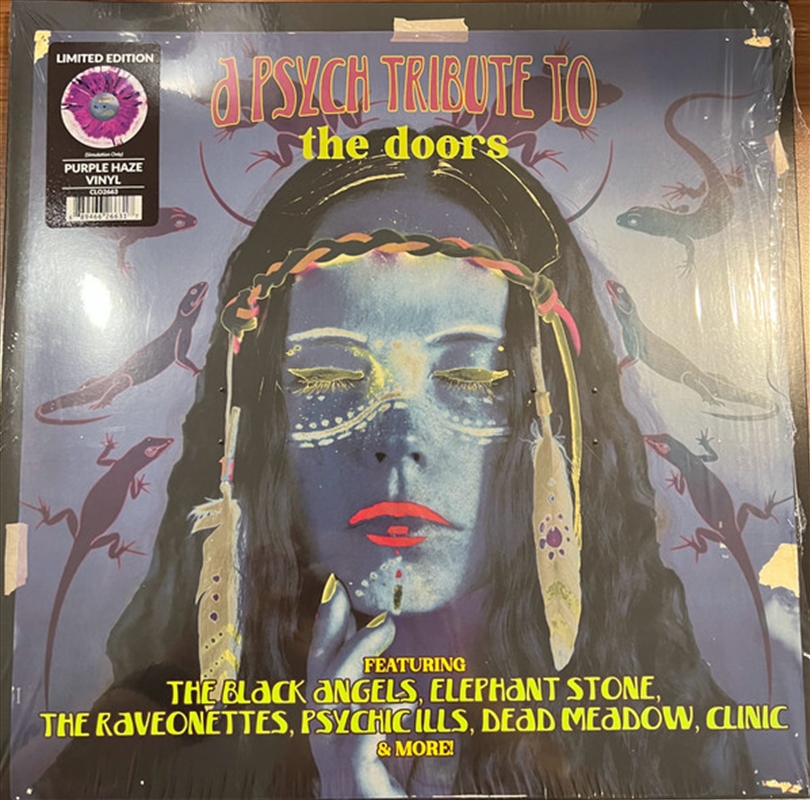 LIMITED EDITION
(Simulation Only)
PURPLE HAZE
VINYL
CLO2663
A PSYCH TRIBUTE TO
the doors
FEATURING
THE BLACK ANGELS, ELEPHANT STONE,
THE RAVEONETTES, PSYCHIC ILLS, DEAD MEADOW, CLINIC
& MORE!